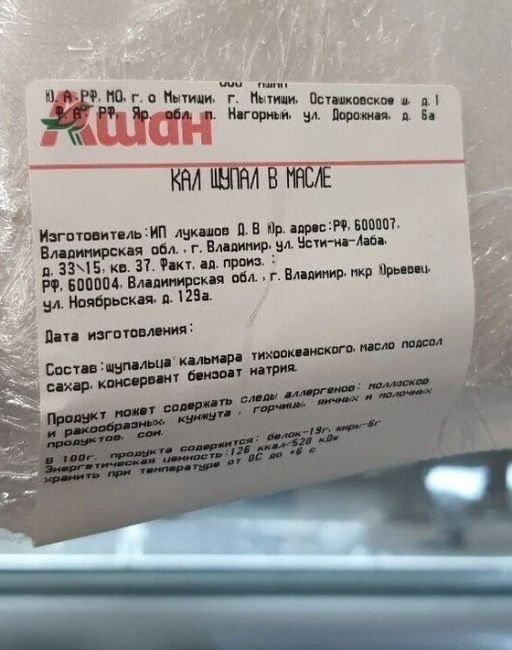 ООО АШАН
Ю. А. РФ, МО, г. о Мытищи, г. Мытищи, Осташковское ш, д. 1
Ф. А. РФ, Яр. обл, п. Нагорный, ул. Дорожная, д. 6а
Ашан
КАЛ ЩУПАЛ В МАСЛЕ
Изготовитель:ИП лукашов Д. В Юр. адрес:РФ, 600007,
Владимирская обл., г. Владимир, ул. Усти-на-Лаба,
д. 33\15, кв. 37. Факт. ад. произ. :
РФ, 600004, Владимирская обл. , г. Владимир, мкр Юрьевец,
ул. Ноябрьская, д. 129а.
Дата изготовления:
Состав:щупальца кальмара тихоокеанского, масло подсол
сахар, консервант бензоат натрия.
Продукт может содержать следы аллергенов: моллюсков
и ракообразных, кунжута , горчицы, яичных и молочных
продуктов, сои.
В 100г. продукта содержится: белок-19г, жиры-6г
Энергетическая ценность:126 ккал/528 кДж
хранить при температуре от 0С до +6 с